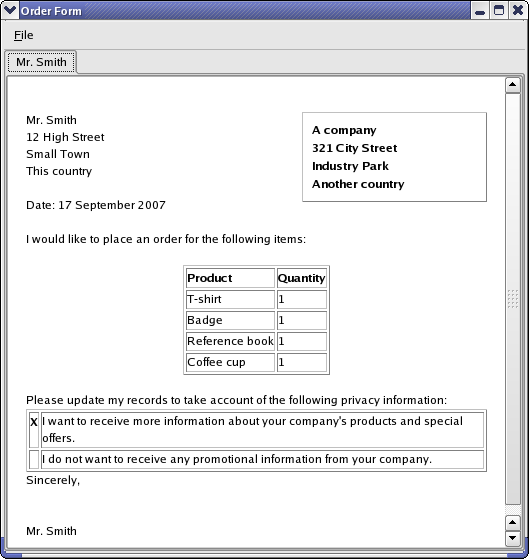 Order Form
File
Mr. Smith
Mr. Smith
12 High Street
Small Town
This country
A company
321 City Street
Industry Park
Another country
Date: 17 September 2007
I would like to place an order for the following items:
Product Quantity
T-shirt 1
Badge 1
Reference book 1
Coffee cup 1
Please update my records to take account of the following privacy information:
X I want to receive more information about your company's products and special
offers.
I do not want to receive any promotional information from your company.
Sincerely,
Mr. Smith